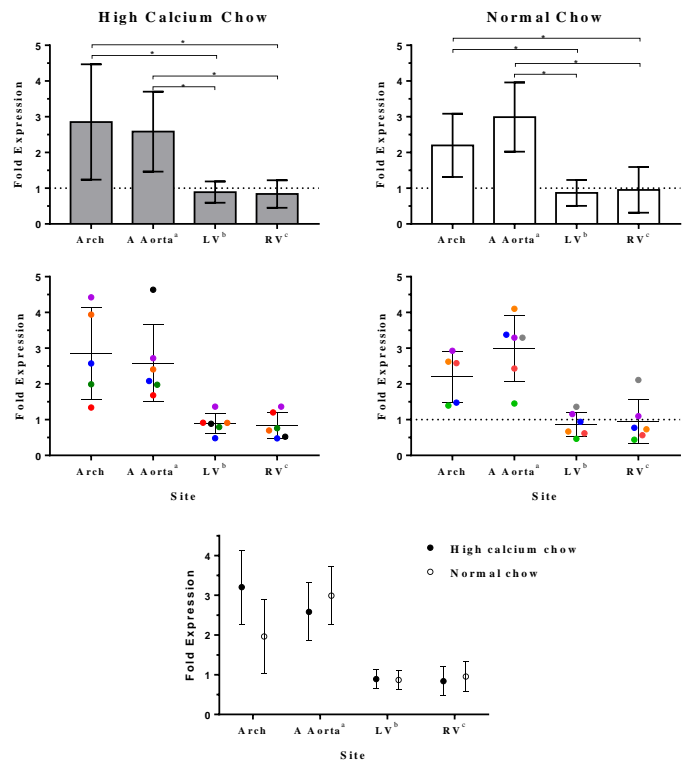 High Calcium Chow
Normal Chow
Fold Expression
5
4
3
2
1
0
*
*
*
*
Arch
A Aorta a
LV b
RV c
Fold Expression
5
4
3
2
1
0
*
*
*
*
Arch
A Aorta a
LV b
RV c
Fold Expression
5
4
3
2
1
0
Arch
A Aorta a
LV b
RV c
Site
Fold Expression
5
4
3
2
1
0
Arch
A Aorta a
LV b
RV c
Site
Fold Expression
4
3
2
1
0
High calcium chow
Normal chow
Arch
A Aorta a
LV b
RV c
Site